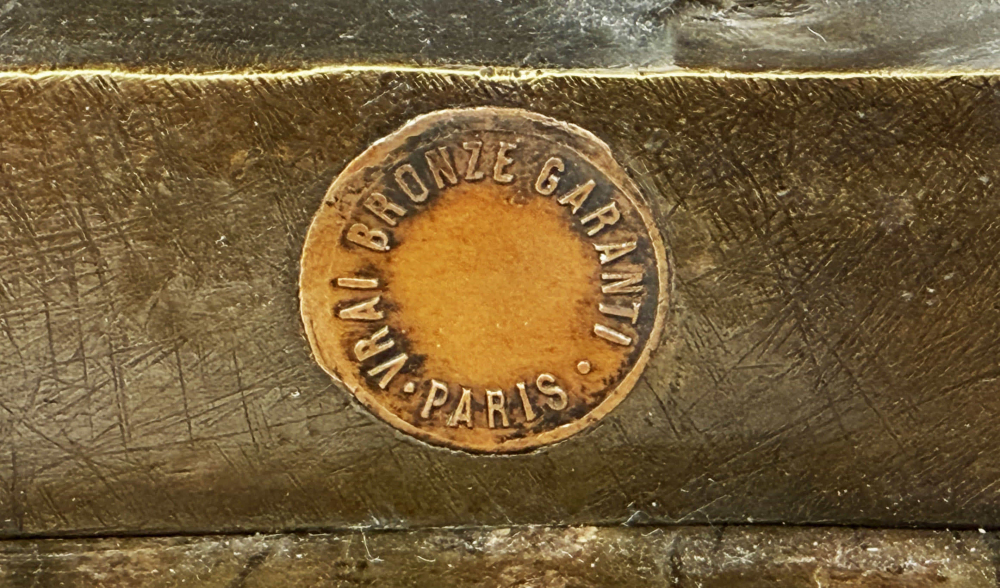 VRAI BRONZE GARANTI
· PARIS ·